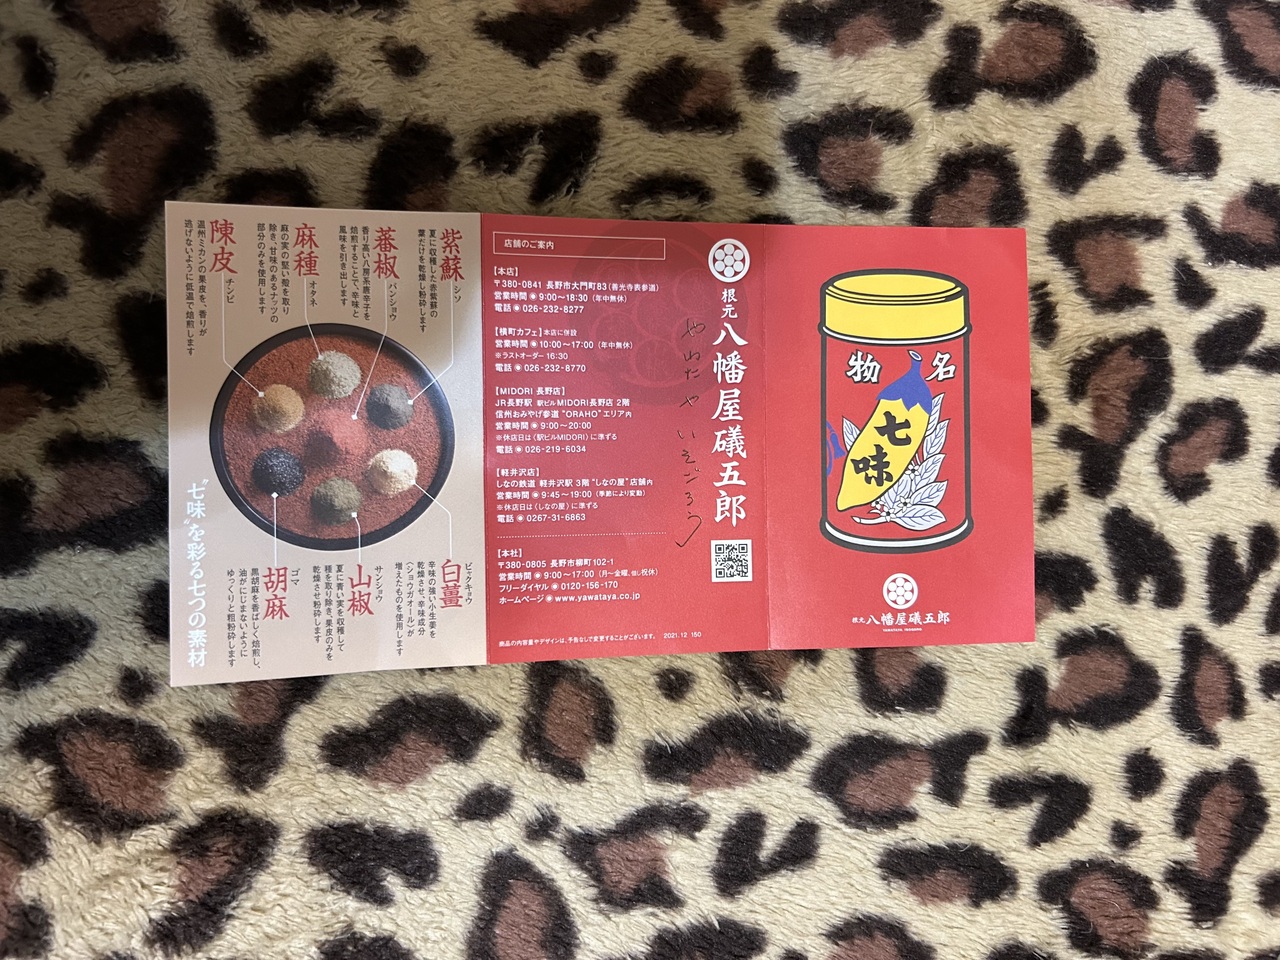 紫蘇 シソ
夏に収穫した赤紫蘇の
葉だけを乾燥し粉砕します
蕃椒 バンショウ
香り高い八房系唐辛子を
焙煎することで、辛味と
風味を引き出します
麻種 オタネ
麻の実の堅い殻を取り
除き、甘味のあるナッツの
部分のみを使用します
陳皮 チンピ
温州ミカンの果皮を、香りが
逃げないように低温で焙煎します
白薑 ビャクキョウ
辛味の強い小生姜を
乾燥させ、辛味成分
〈ショウガオール〉が
増えたものを使用します
山椒 サンショウ
夏に青い実を収穫して
種を取り除き、果皮のみを
乾燥させ粉砕します
胡麻 ゴマ
黒胡麻を香ばしく焙煎し、
油がにじまないように
ゆっくりと粗粉砕します
“七味”を彩る七つの素材
店舗のご案内
【本店】
〒380-0841 長野市大門町83(善光寺表参道)
営業時間◉9:00〜18:30(年中無休)
電話◉026-232-8277
【横町カフェ】本店に併設
営業時間◉10:00〜17:00(年中無休)
※ラストオーダー 16:30
電話◉026-232-8770
【MIDORI 長野店】
JR長野駅 駅ビルMIDORI長野店 2階
信州おみやげ参道“ORAHO”エリア内
営業時間◉9:00〜20:00
※休店日は〈駅ビルMIDORI〉に準ずる
電話◉026-219-6034
【軽井沢店】
しなの鉄道 軽井沢駅 3階“しなの屋”店舗内
営業時間◉9:45〜19:00(季節により変動)
※休店日は〈しなの屋〉に準ずる
電話◉0267-31-6863
【本社】
〒380-0805 長野市柳町102-1
営業時間◉9:00〜17:00(月〜金曜、但し祝休)
フリーダイヤル◉0120-156-170
ホームページ◉www.yawataya.co.jp
商品の内容量やデザインは、予告なしで変更することがございます。 2021.12 150
根元 八幡屋礒五郎
やわたや いそごろう
名物
七味
根元 八幡屋礒五郎
YAWATAYA ISOGORO